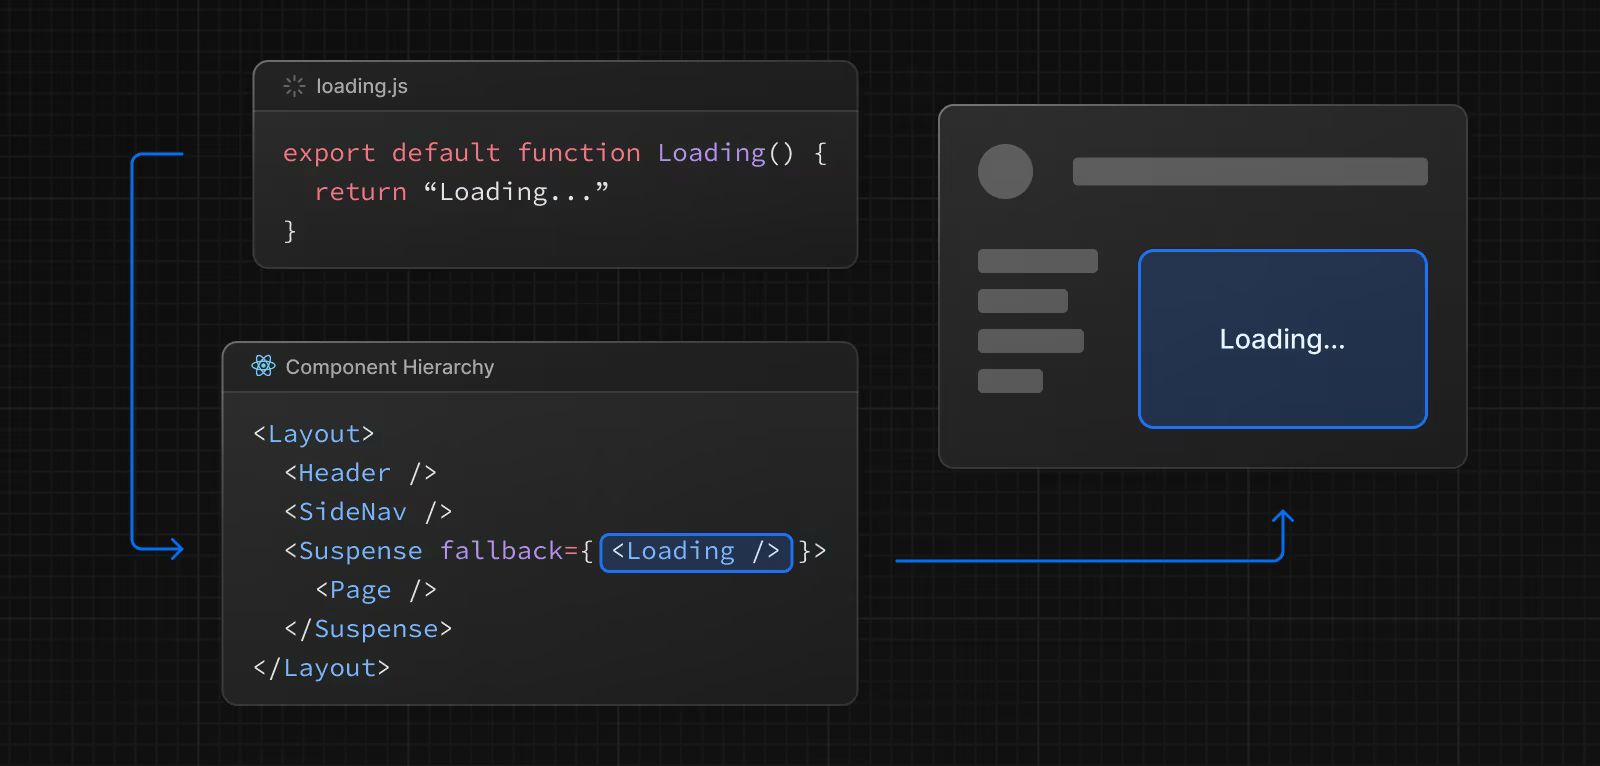 loading.js
export default function Loading() {
  return “Loading...”
}
Component Hierarchy
<Layout>
  <Header />
  <SideNav />
  <Suspense fallback={ <Loading /> }>
    <Page />
  </Suspense>
</Layout>
Loading...